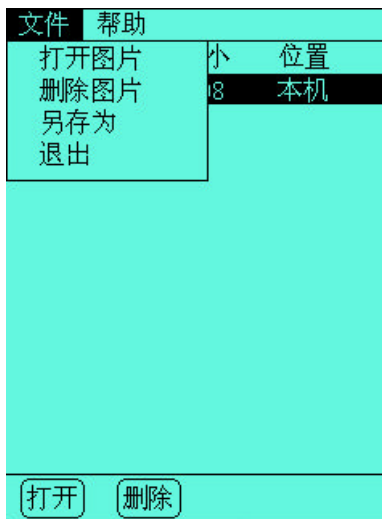 文件 帮助
打开图片 小 位置
删除图片 08 本机
另存为
退出
打开 删除